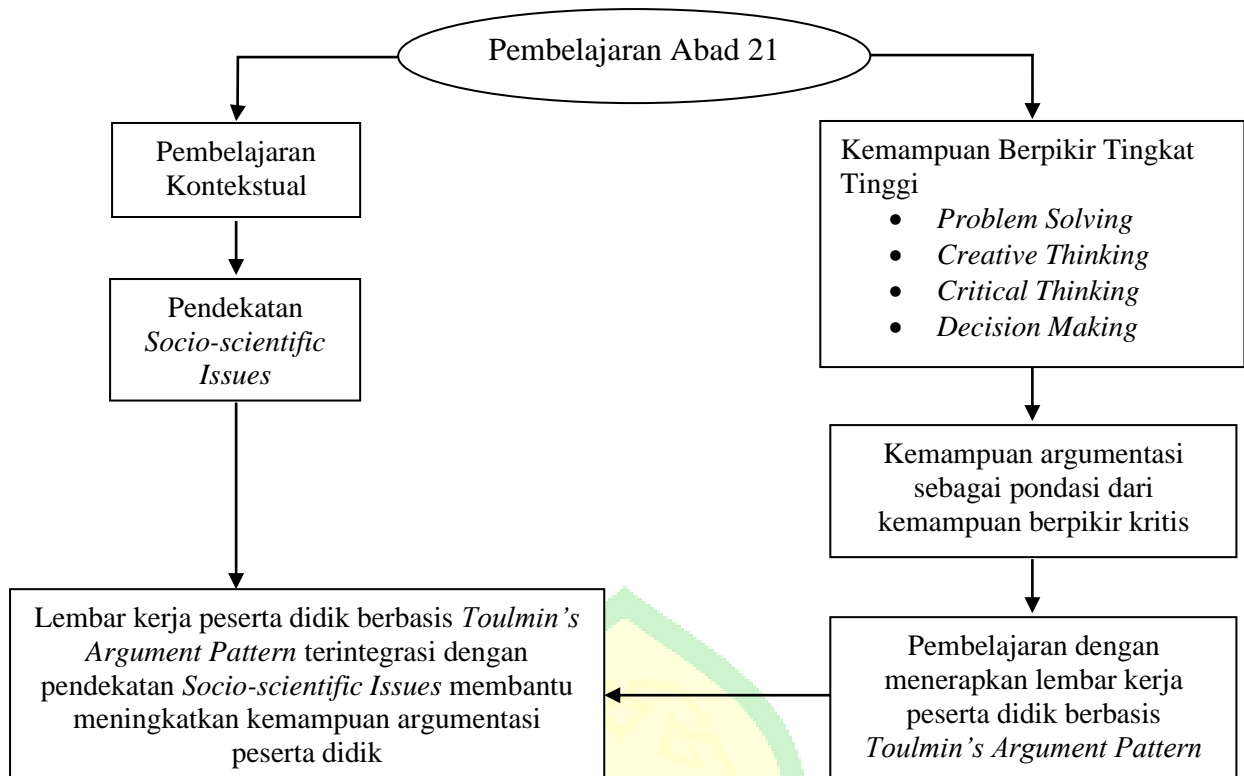 Pembelajaran Abad 21
Pembelajaran
Kontekstual
Pendekatan
Socio-scientific
Issues
Kemampuan Berpikir Tingkat
Tinggi
• Problem Solving
• Creative Thinking
• Critical Thinking
• Decision Making
Kemampuan argumentasi
sebagai pondasi dari
kemampuan berpikir kritis
Lembar kerja peserta didik berbasis Toulmin's
Argument Pattern terintegrasi dengan
pendekatan Socio-scientific Issues membantu
meningkatkan kemampuan argumentasi
peserta didik
Pembelajaran dengan
menerapkan lembar kerja
peserta didik berbasis
Toulmin's Argument Pattern